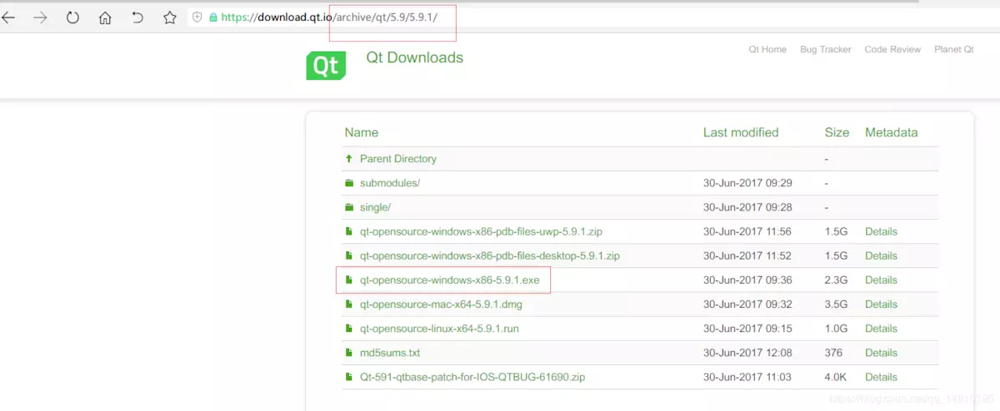 https://download.qt.io/archive/qt/5.9/5.9.1/
Qt
Qt Downloads
Qt Home Bug Tracker Code Review Planet Qt
Name Last modified Size Metadata
Parent Directory -
submodules/ 30-Jun-2017 09:29 -
single/ 30-Jun-2017 09:28 -
qt-opensource-windows-x86-pdb-files-uwp-5.9.1.zip 30-Jun-2017 11:56 1.5G Details
qt-opensource-windows-x86-pdb-files-desktop-5.9.1.zip 30-Jun-2017 11:52 1.5G Details
qt-opensource-windows-x86-5.9.1.exe 30-Jun-2017 09:36 2.3G Details
qt-opensource-mac-x64-5.9.1.dmg 30-Jun-2017 09:32 3.5G Details
qt-opensource-linux-x64-5.9.1.run 30-Jun-2017 09:15 1.0G Details
md5sums.txt 30-Jun-2017 12:08 376 Details
Qt-591-qtbase-patch-for-IOS-QTBUG-61690.zip 30-Jun-2017 11:03 4.0K Details